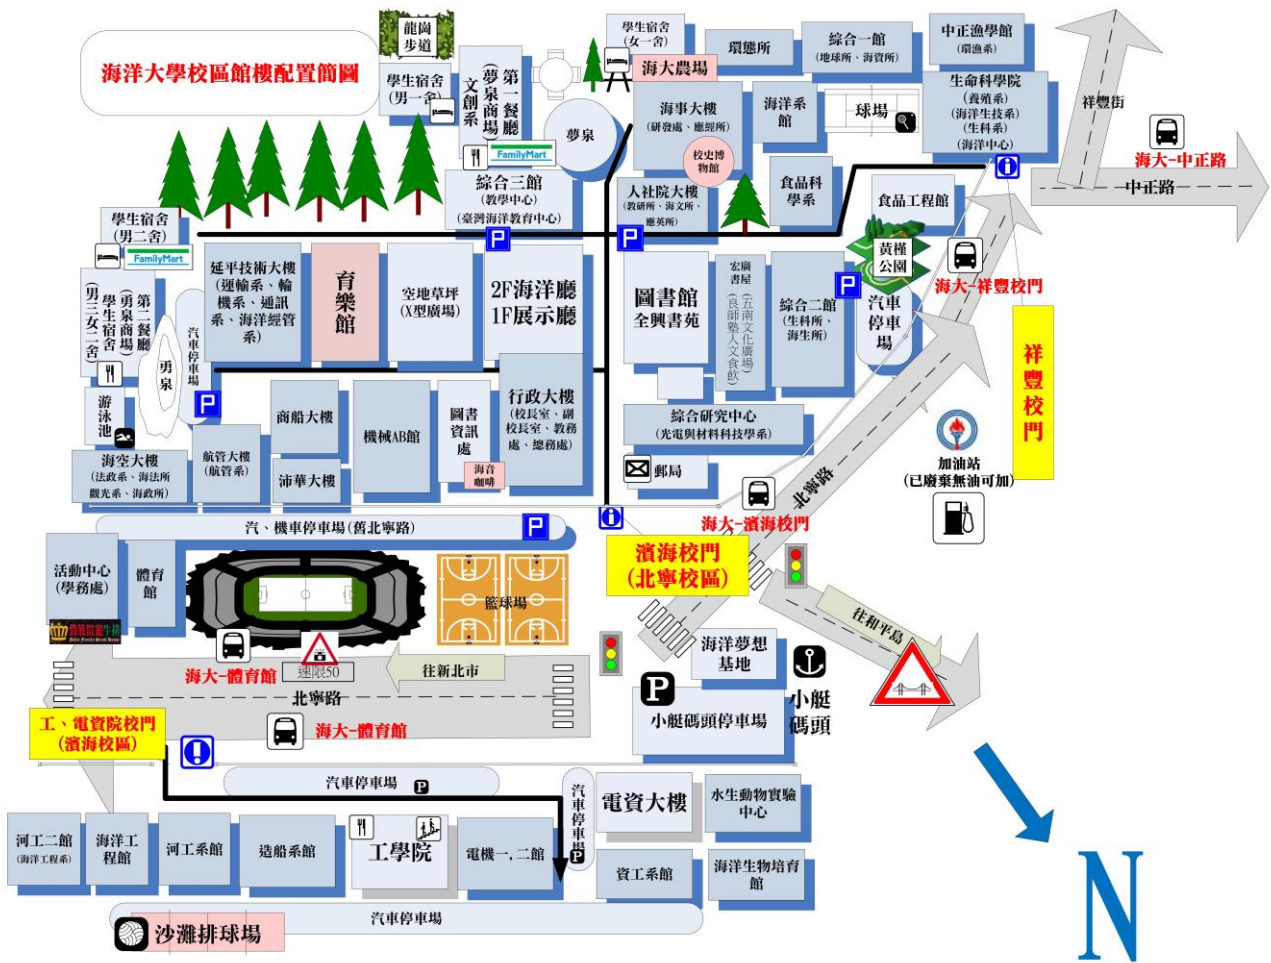 海洋大學校區館樓配置簡圖
龍崗
步道
學生宿舍
(男一舍)
第一餐廳
(夢泉商場)
文創系
FamilyMart
夢泉
學生宿舍
(女一舍)
海大農場
環態所
綜合一館
(地球所、海資所)
中正漁學館
(環漁系)
生命科學院
(養殖系)
(海洋生技系)
(生科系)
(海洋中心)
海事大樓
(研發處、應經所)
校史博
物館
海洋系
館
球場
祥豐街
海大-中正路
中正路
綜合三館
(教學中心)
(臺灣海洋教育中心)
人社院大樓
(教研所、海文所、
應英所)
食品科
學系
食品工程館
黃槿
公園
海大-祥豐校門
祥豐校門
學生宿舍
(男二舍)
FamilyMart
第二餐廳
(勇泉商場)
學生宿舍
(男三女二舍)
勇泉
汽車停車場
P
延平技術大樓
(運輸系、輪
機系、通訊
系、海洋經管
系)
育樂館
空地草坪
(X型廣場)
P
2F海洋廳
1F展示廳
P
圖書館
全興書苑
宏廣
書屋
(五南文化廣場)
(良師塾人文食飲)
綜合二館
(生科所、
海生所)
P
汽車
停車
場
游泳池
商船大樓
機械AB館
圖書
資訊
處
海音
咖啡
行政大樓
(校長室、副
校長室、教務
處、總務處)
綜合研究中心
(光電與材料科技學系)
加油站
(已廢棄無油可加)
海空大樓
(法政系、海法所
觀光系、海政所)
航管大樓
(航管系)
沛華大樓
郵局
北寧路
海大-濱海校門
汽、機車停車場(舊北寧路)
P
濱海校門
(北寧校區)
活動中心
(學務處)
體育
館
籃球場
往和平島
海大-體育館
速限50
往新北市
北寧路
海大-體育館
海洋夢想
基地
P
小艇碼頭停車場
小艇
碼頭
工、電資院校門
(濱海校區)
汽車停車場
P
汽車停車場
P
電資大樓
水生動物實驗
中心
河工二館
(海洋工程系)
海洋工
程館
河工系館
造船系館
工學院
電機一,二館
資工系館
海洋生物培育
館
汽車停車場
沙灘排球場
N